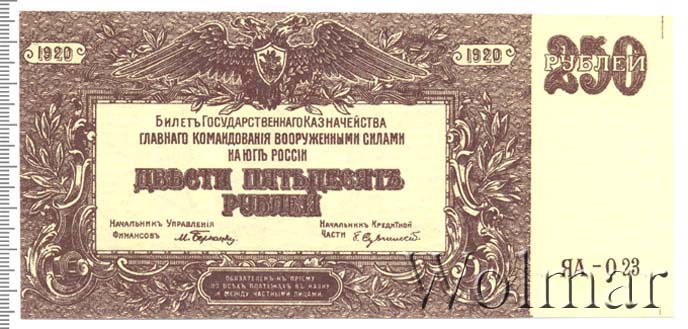 1920
1920
250
РУБЛЕЙ
БИЛЕТЪ ГОСУДАРСТВЕННАГО КАЗНАЧЕЙСТВА
ГЛАВНАГО КОМАНДОВАНІЯ ВООРУЖЕННЫМИ СИЛАМИ
НА ЮГѢ РОССІИ
ДВѢСТИ ПЯТЬДЕСЯТЪ
РУБЛЕЙ
НАЧАЛЬНИКЪ УПРАВЛЕНІЯ
ФИНАНСОВЪ
НАЧАЛЬНИКЪ КРЕДИТНОЙ
ЧАСТИ
ОБЯЗАТЕЛЕНЪ КЪ ПРІЕМУ
ВО ВСѢХЪ ПЛАТЕЖАХЪ ВЪ КАЗНУ
И МЕЖДУ ЧАСТНЫМИ ЛИЦАМИ.
ЯА - 023
Wolmar